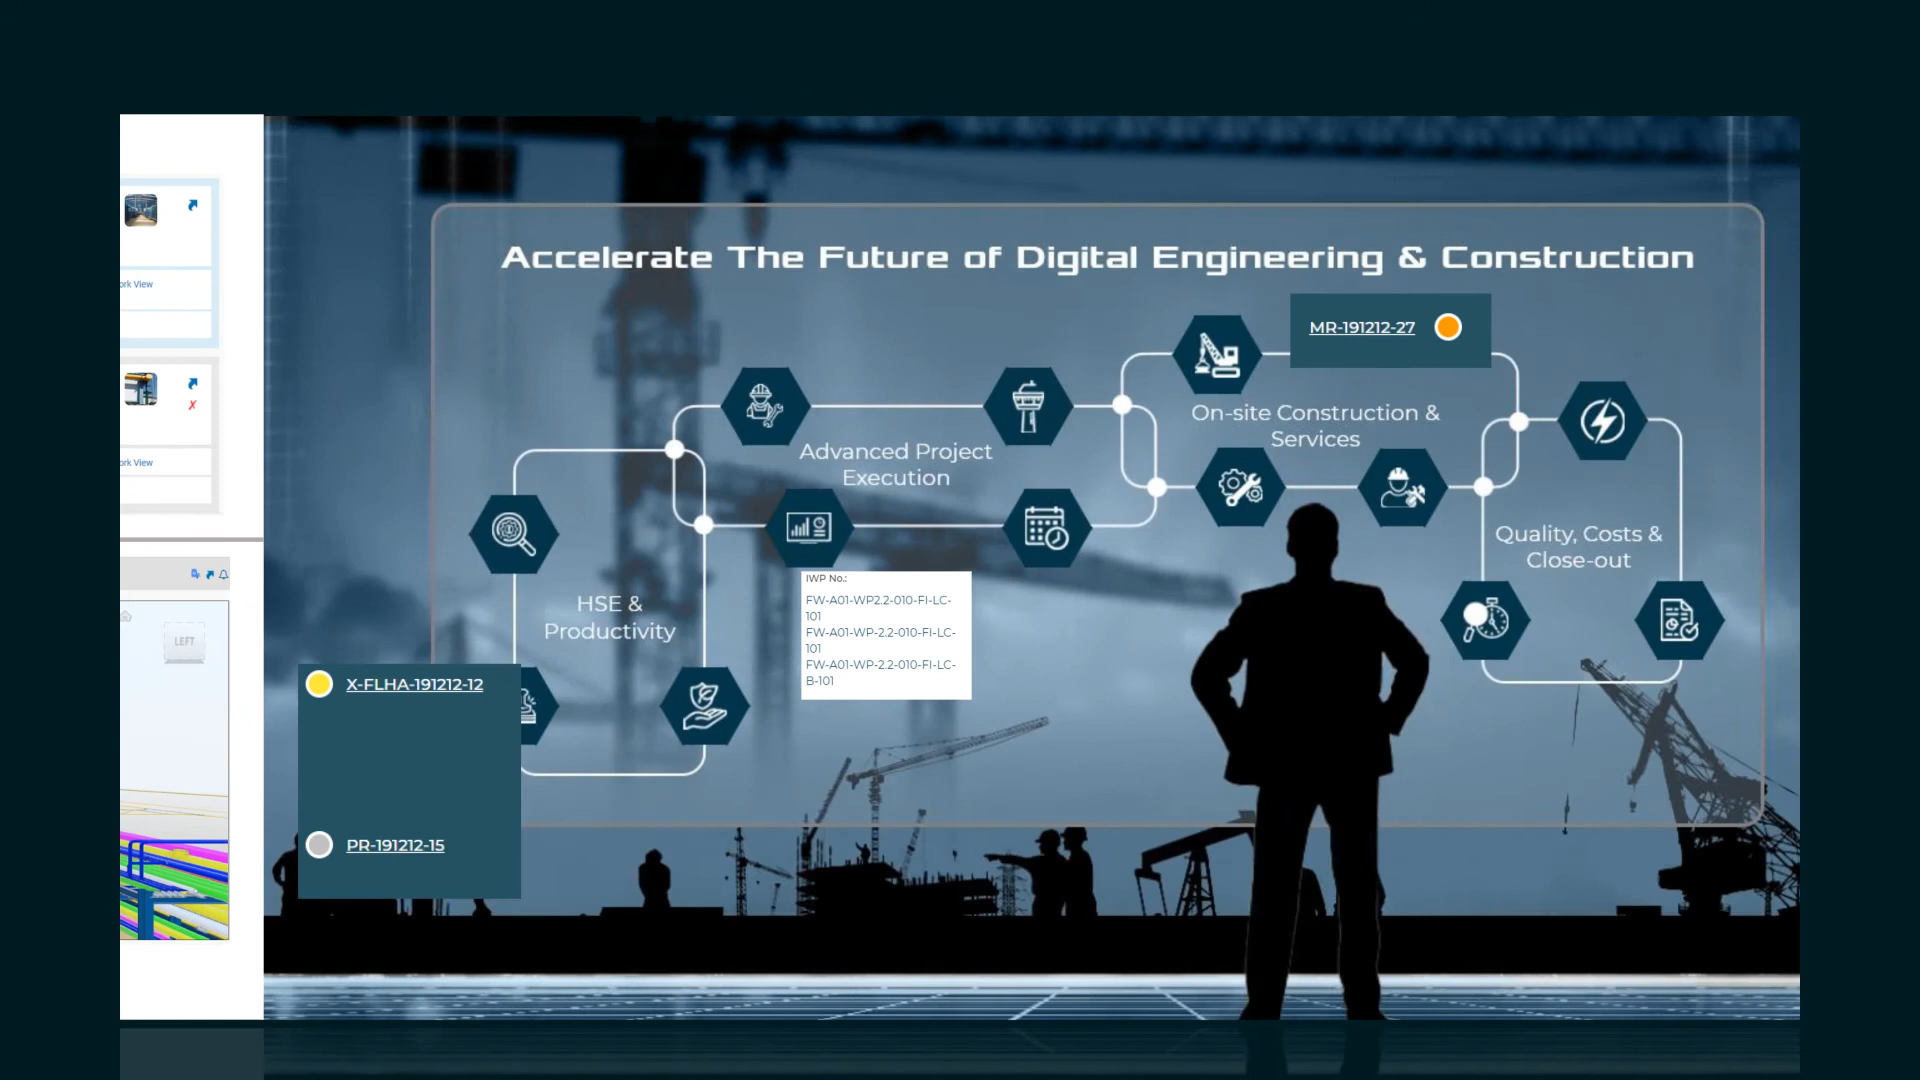 Accelerate The Future of Digital Engineering & Construction
MR-191212-27
On-site Construction &
Services
Advanced Project
Execution
Quality, Costs &
Close-out
HSE &
Productivity
IWP No.:
FW-A01-WP2.2-010-FI-LC-
101
FW-A01-WP-2.2-010-FI-LC-
101
FW-A01-WP-2.2-010-FI-LC-
B-101
X-FLHA-191212-12
PR-191212-15
ork View
ork View
LEFT